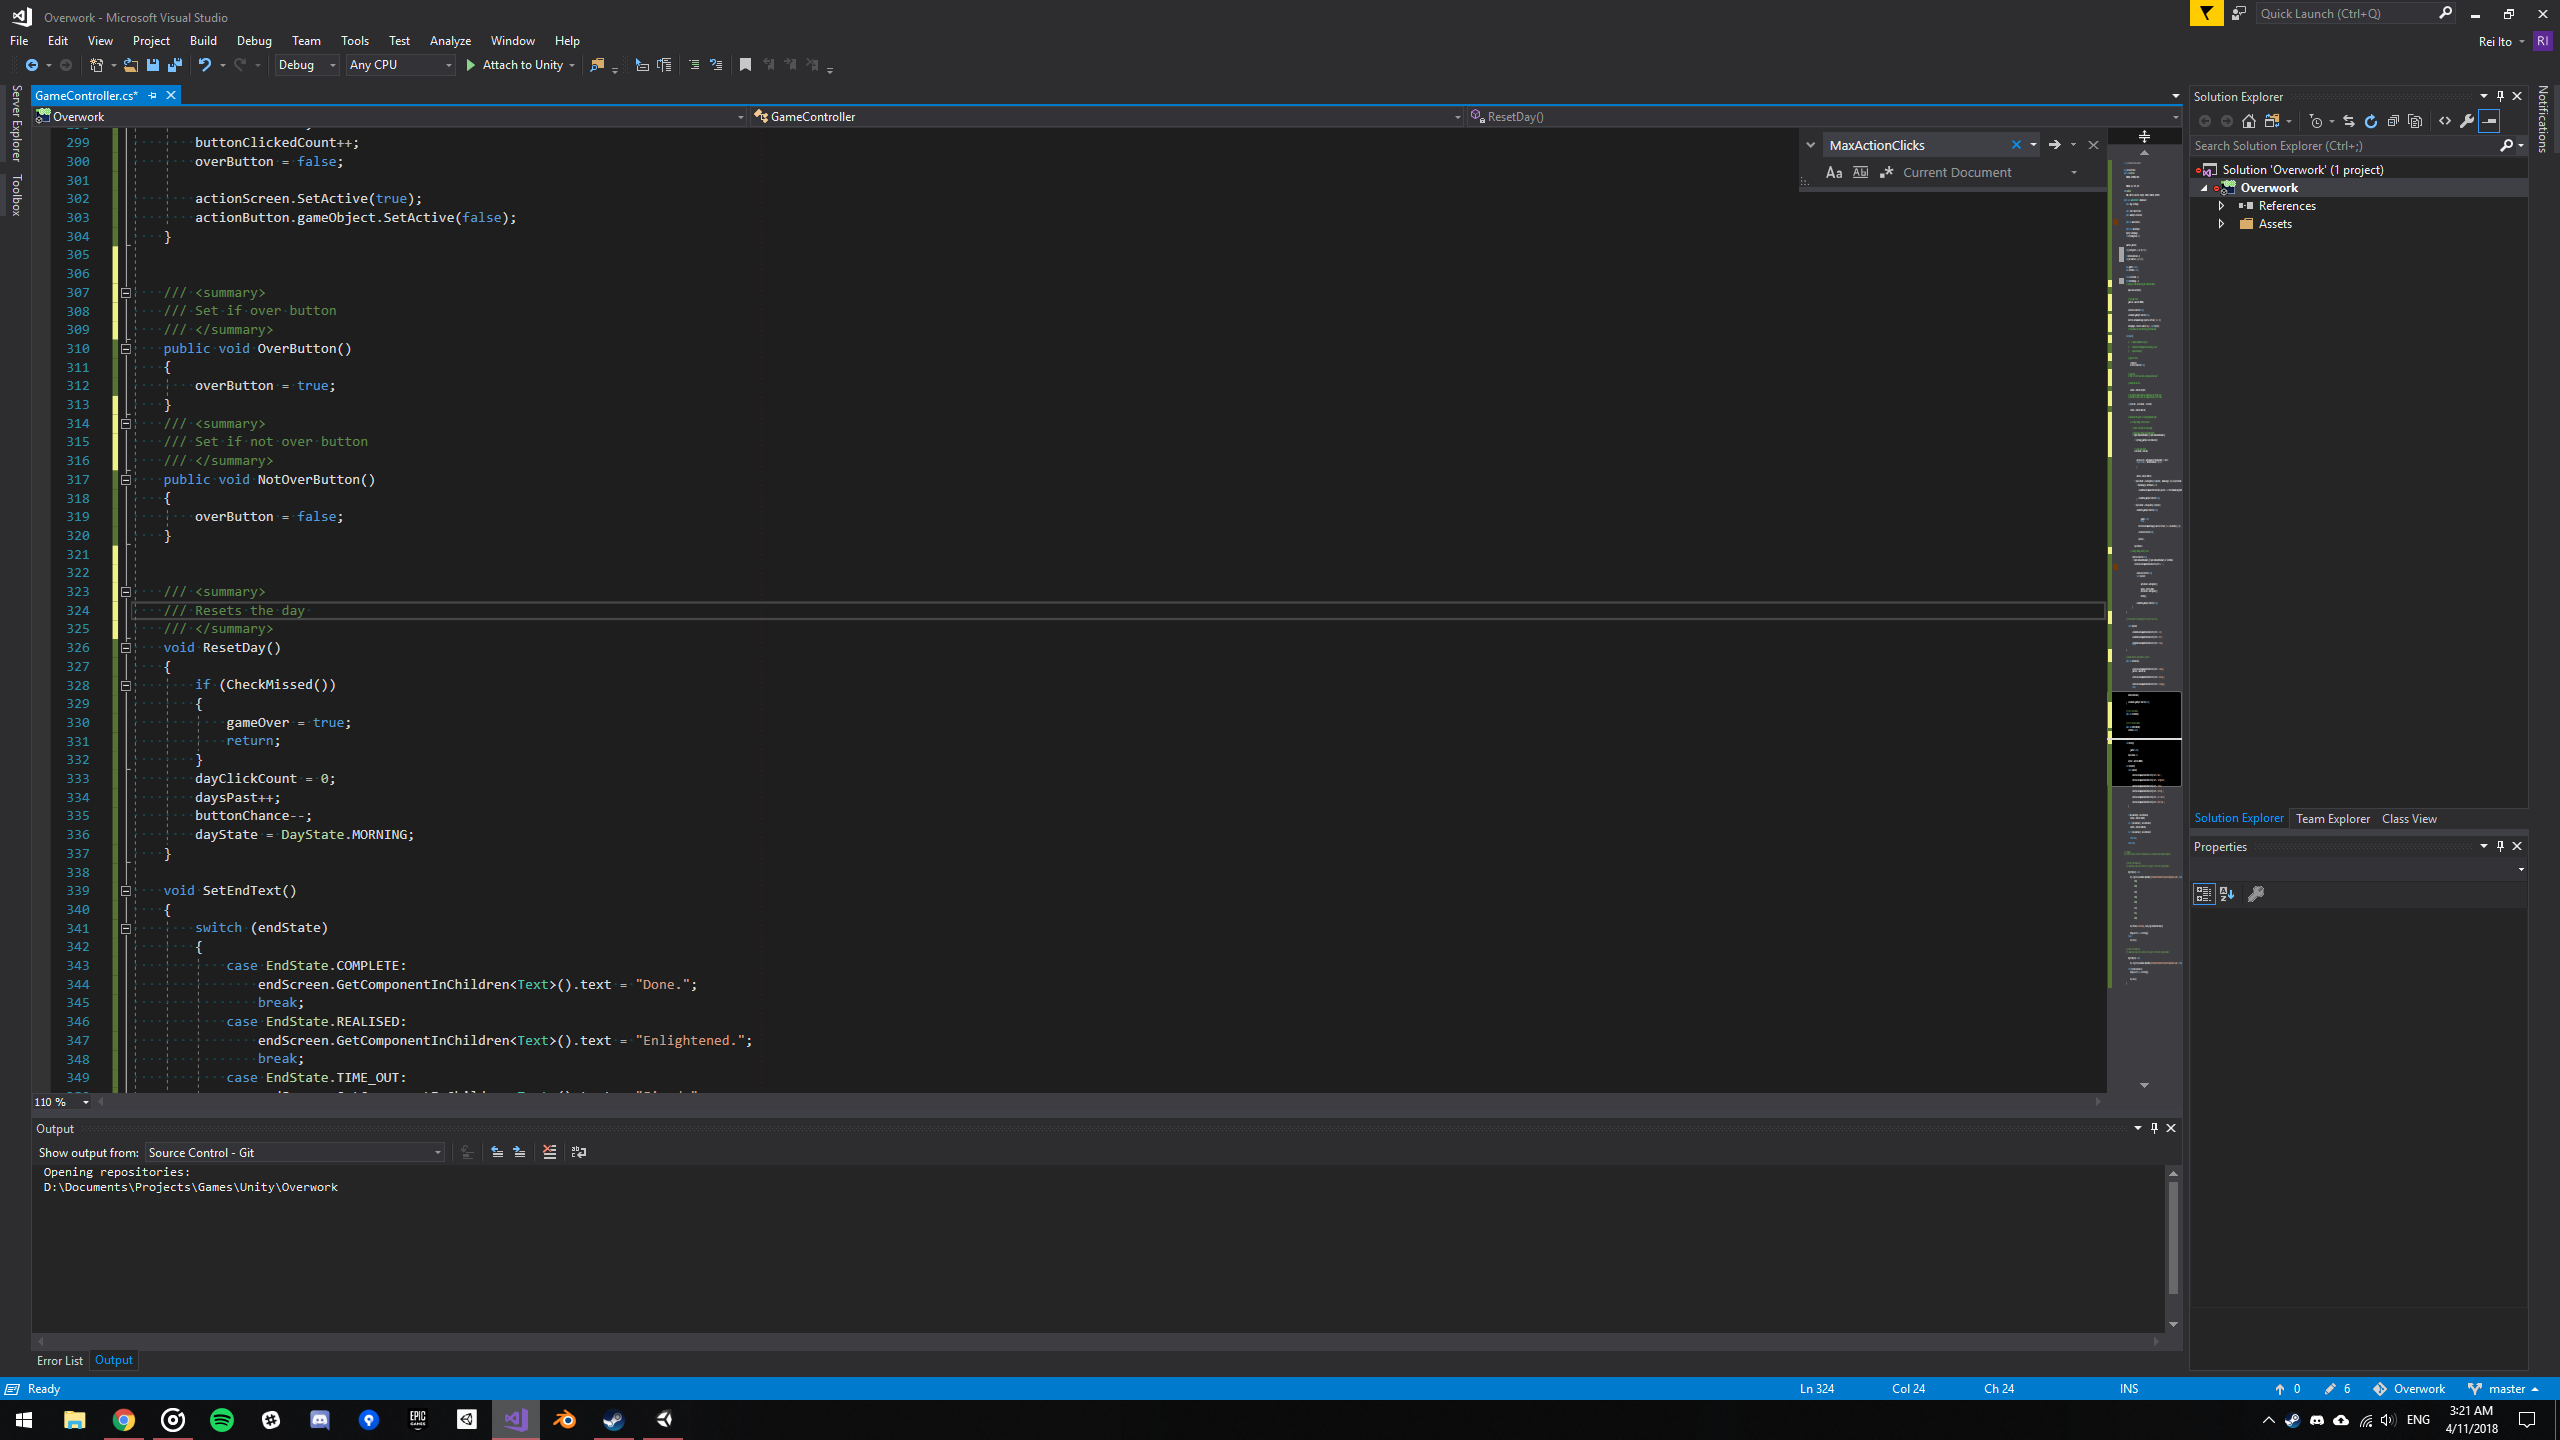 Overwork - Microsoft Visual Studio
Quick Launch (Ctrl+Q)
File Edit View Project Build Debug Team Tools Test Analyze Window Help
Rei Ito RI
Debug Any CPU Attach to Unity
Server Explorer
Toolbox
GameController.cs*
Overwork GameController ResetDay()
MaxActionClicks
Aa Current Document
299 buttonClickedCount++;
300 overButton = false;
301
302 actionScreen.SetActive(true);
303 actionButton.gameObject.SetActive(false);
304 }
305
306
307 /// <summary>
308 /// Set if over button
309 /// </summary>
310 public void OverButton()
311 {
312 overButton = true;
313 }
314 /// <summary>
315 /// Set if not over button
316 /// </summary>
317 public void NotOverButton()
318 {
319 overButton = false;
320 }
321
322
323 /// <summary>
324 /// Resets the day
325 /// </summary>
326 void ResetDay()
327 {
328 if (CheckMissed())
329 {
330 gameOver = true;
331 return;
332 }
333 dayClickCount = 0;
334 daysPast++;
335 buttonChance--;
336 dayState = DayState.MORNING;
337 }
338
339 void SetEndText()
340 {
341 switch (endState)
342 {
343 case EndState.COMPLETE:
344 endScreen.GetComponentInChildren<Text>().text = "Done.";
345 break;
346 case EndState.REALISED:
347 endScreen.GetComponentInChildren<Text>().text = "Enlightened.";
348 break;
349 case EndState.TIME_OUT:
110 %
Output
Show output from: Source Control - Git
Opening repositories:
D:\Documents\Projects\Games\Unity\Overwork
Error List Output
Solution Explorer
Search Solution Explorer (Ctrl+;)
Solution 'Overwork' (1 project)
Overwork
References
Assets
Solution Explorer Team Explorer Class View
Properties
Notifications
Ready Ln 324 Col 24 Ch 24 INS 0 6 Overwork master
EPIC GAMES
ENG
3:21 AM
4/11/2018